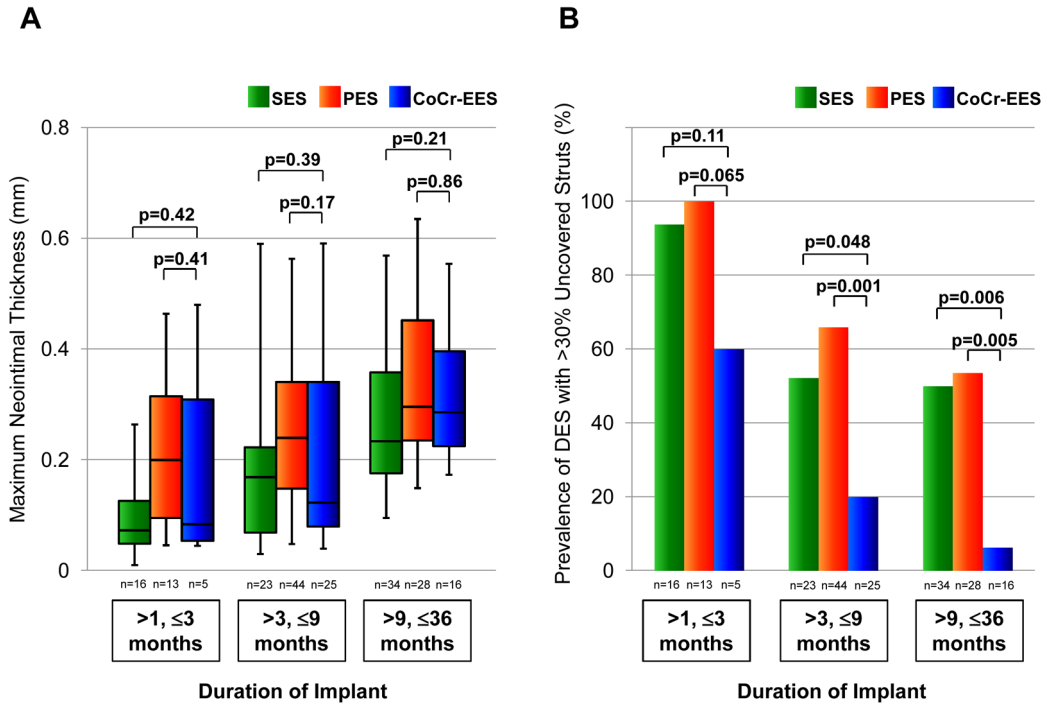 A
SES PES CoCr-EES
Maximum Neointimal Thickness (mm)
0.8
0.6
0.4
0.2
0
p=0.42
p=0.41
p=0.39
p=0.17
p=0.21
p=0.86
n=16 n=13 n=5
n=23 n=44 n=25
n=34 n=28 n=16
>1, ≤3
months
>3, ≤9
months
>9, ≤36
months
Duration of Implant
B
SES PES CoCr-EES
Prevalence of DES with >30% Uncovered Struts (%)
100
80
60
40
20
0
p=0.11
p=0.065
p=0.048
p=0.001
p=0.006
p=0.005
n=16 n=13 n=5
n=23 n=44 n=25
n=34 n=28 n=16
>1, ≤3
months
>3, ≤9
months
>9, ≤36
months
Duration of Implant